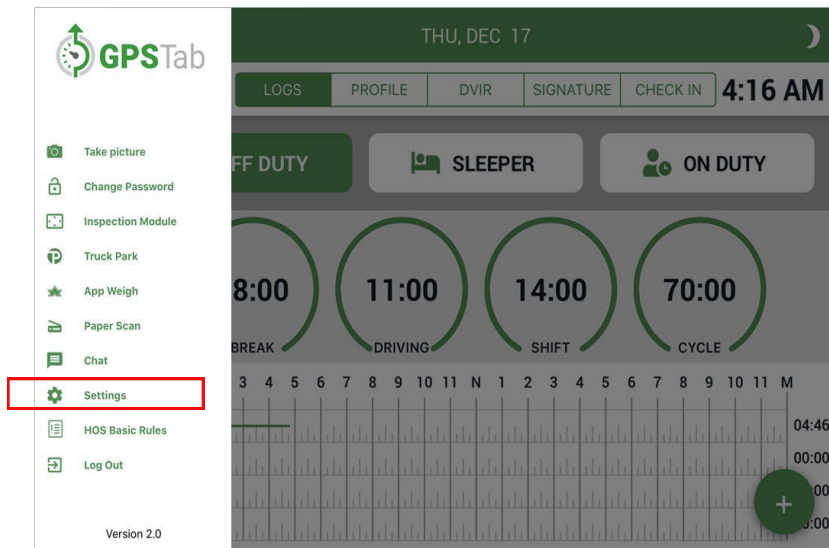 GPSTab
Take picture
Change Password
Inspection Module
Truck Park
App Weigh
Paper Scan
Chat
Settings
HOS Basic Rules
Log Out
Version 2.0
THU, DEC 17
LOGS PROFILE DVIR SIGNATURE CHECK IN 4:16 AM
FF DUTY SLEEPER ON DUTY
8:00 11:00 14:00 70:00
BREAK DRIVING SHIFT CYCLE
3 4 5 6 7 8 9 10 11 N 1 2 3 4 5 6 7 8 9 10 11 M
04:46
00:00
:00
+
:00